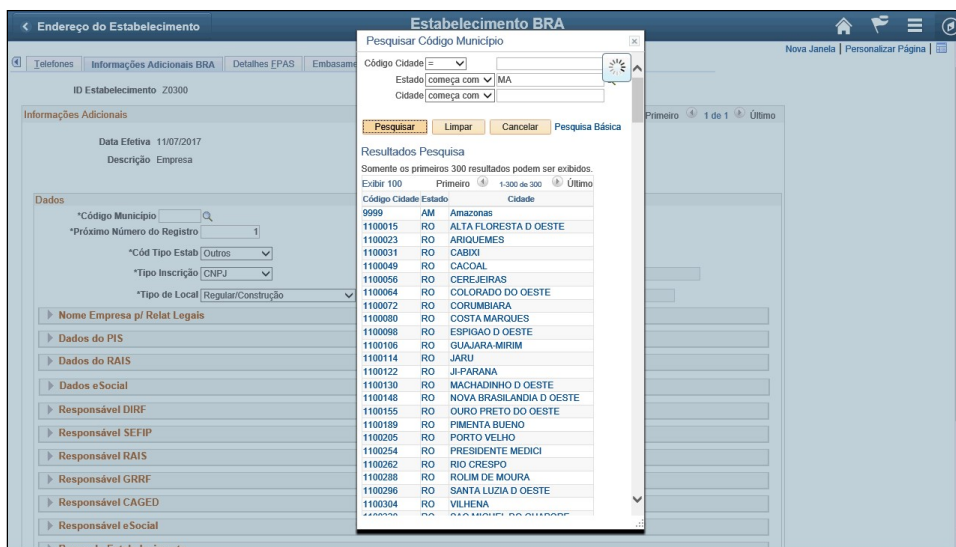 Endereço do Estabelecimento
Estabelecimento BRA
Nova Janela | Personalizar Página |
Telefones
Informações Adicionais BRA
Detalhes FPAS
Embasame
ID Estabelecimento Z0300
Informações Adicionais
Primeiro 1 de 1 Último
Data Efetiva 11/07/2017
Descrição Empresa
Dados
*Código Município
*Próximo Número do Registro 1
*Cód Tipo Estab Outros
*Tipo Inscrição CNPJ
*Tipo de Local Regular/Construção
Nome Empresa p/ Relat Legais
Dados do PIS
Dados do RAIS
Dados eSocial
Responsável DIRF
Responsável SEFIP
Responsável RAIS
Responsável GRRF
Responsável CAGED
Responsável eSocial
Pesquisar Código Município
Código Cidade =
Estado começa com MA
Cidade começa com
Pesquisar Limpar Cancelar Pesquisa Básica
Resultados Pesquisa
Somente os primeiros 300 resultados podem ser exibidos.
Exibir 100 Primeiro 1-300 de 300 Último
Código Cidade Estado Cidade
9999 AM Amazonas
1100015 RO ALTA FLORESTA D OESTE
1100023 RO ARIQUEMES
1100031 RO CABIXI
1100049 RO CACOAL
1100056 RO CEREJEIRAS
1100064 RO COLORADO DO OESTE
1100072 RO CORUMBIARA
1100080 RO COSTA MARQUES
1100098 RO ESPIGAO D OESTE
1100106 RO GUAJARA-MIRIM
1100114 RO JARU
1100122 RO JI-PARANA
1100130 RO MACHADINHO D OESTE
1100148 RO NOVA BRASILANDIA D OESTE
1100155 RO OURO PRETO DO OESTE
1100189 RO PIMENTA BUENO
1100205 RO PORTO VELHO
1100254 RO PRESIDENTE MEDICI
1100262 RO RIO CRESPO
1100288 RO ROLIM DE MOURA
1100296 RO SANTA LUZIA D OESTE
1100304 RO VILHENA